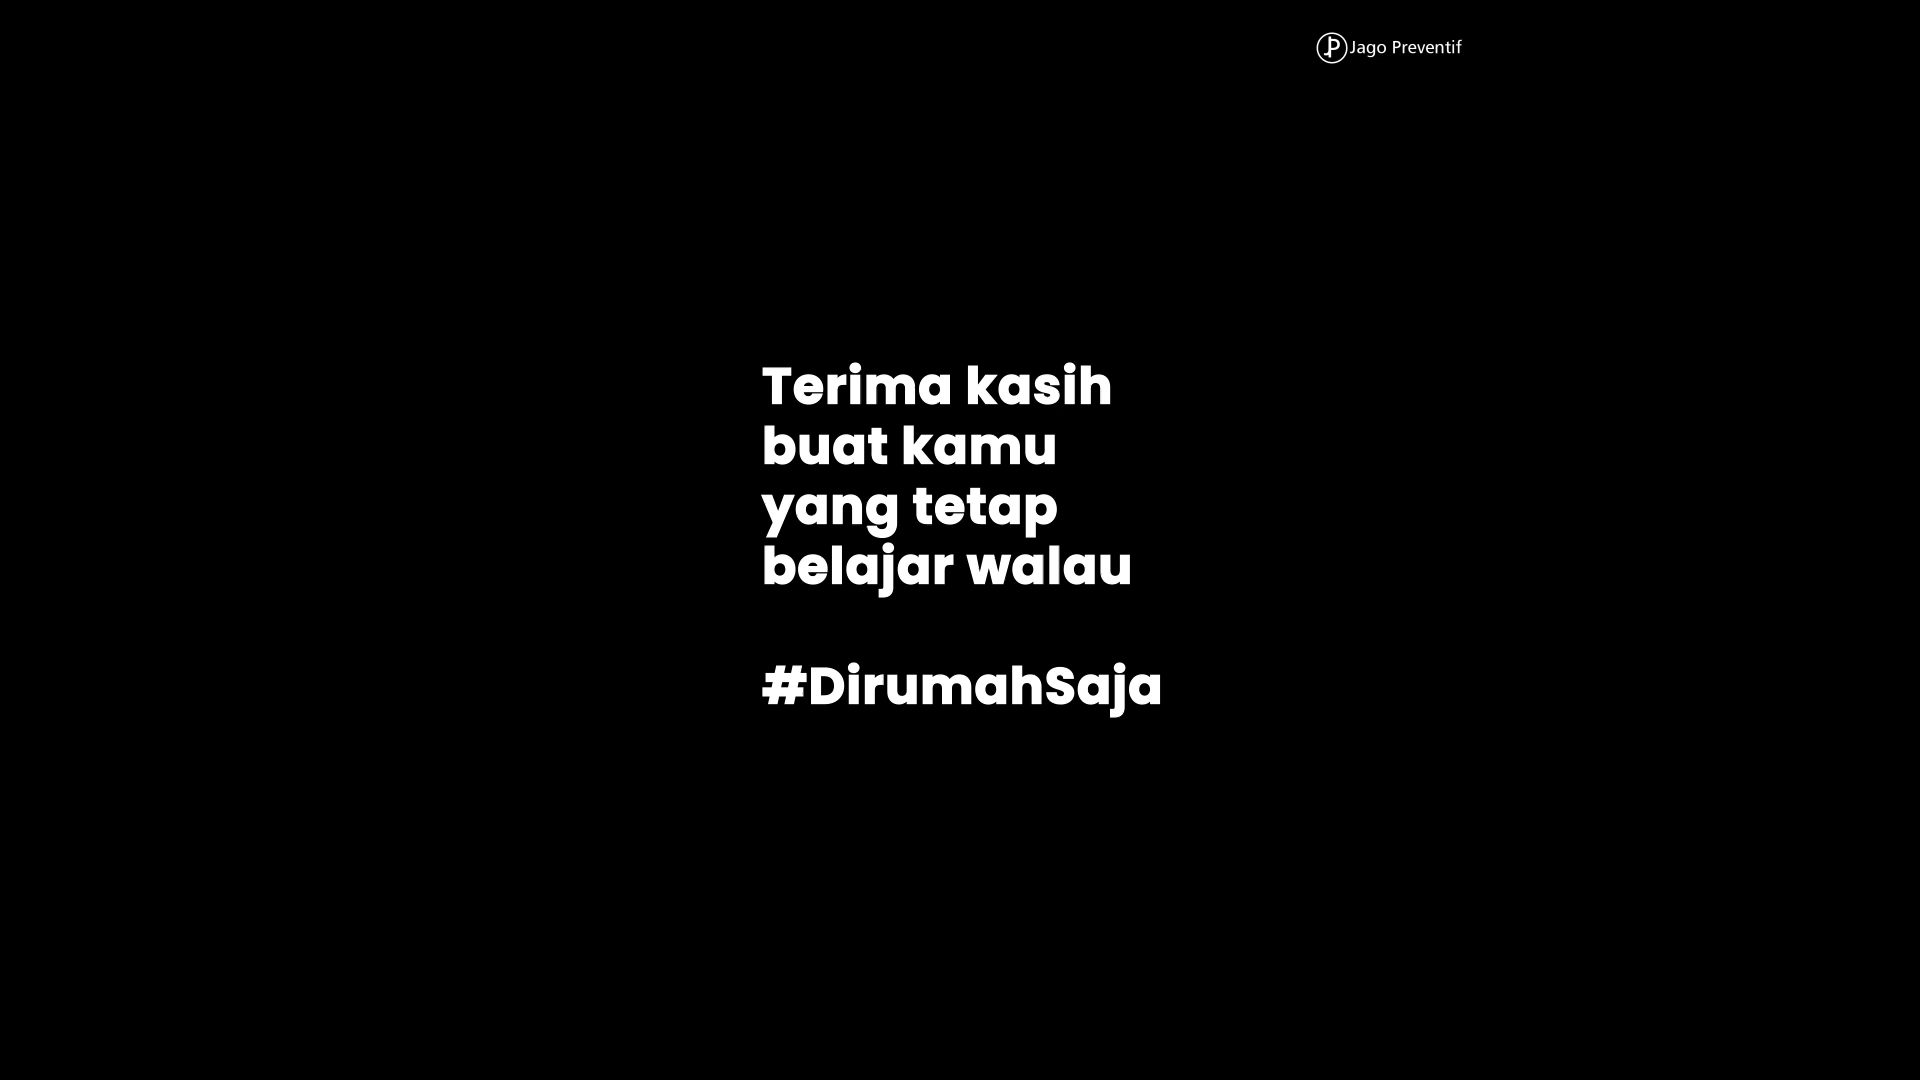 Jago Preventif
Terima kasih
buat kamu
yang tetap
belajar walau
#DirumahSaja